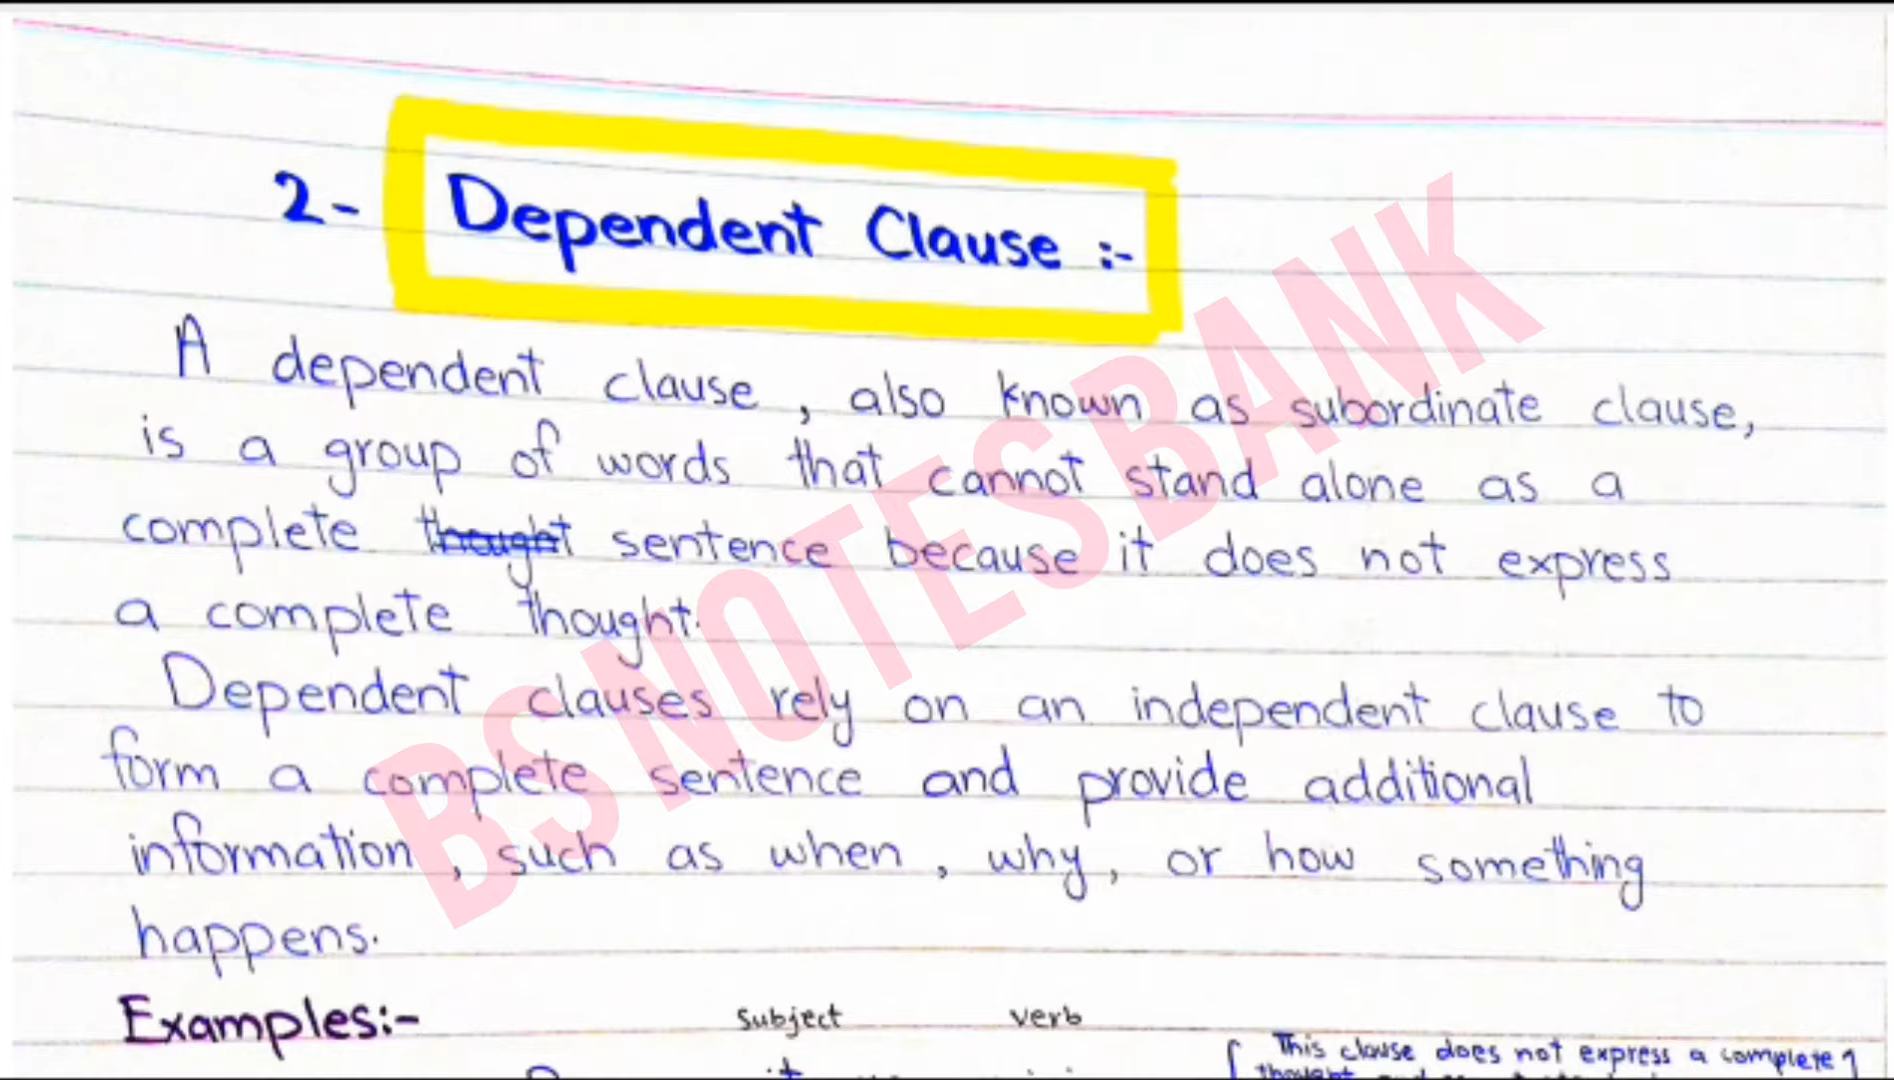 2- Dependent Clause :-
A dependent clause, also known as subordinate clause,
is a group of words that cannot stand alone as a
complete thought sentence because it does not express
a complete thought.
Dependent clauses rely on an independent clause to
form a complete sentence and provide additional
information, such as when, why, or how something
happens.
Examples:-
subject verb
This clause does not express a complete
thought
BSNOTESBANK